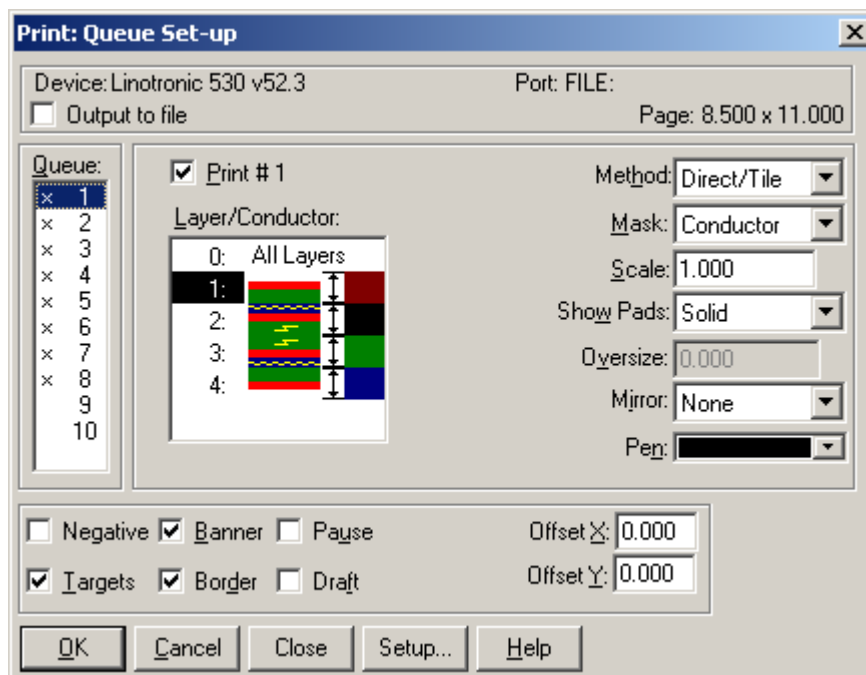 Print: Queue Set-up
Device: Linotronic 530 v52.3 Port: FILE:
Output to file Page: 8.500 x 11.000
Queue:
× 1
× 2
× 3
× 4
× 5
× 6
× 7
× 8
9
10
Print # 1
Layer/Conductor:
0: All Layers
1:
2:
3:
4:
Method: Direct/Tile
Mask: Conductor
Scale: 1.000
Show Pads: Solid
Oversize: 0.000
Mirror: None
Pen:
Negative Banner Pause Offset X: 0.000
Targets Border Draft Offset Y: 0.000
OK Cancel Close Setup... Help